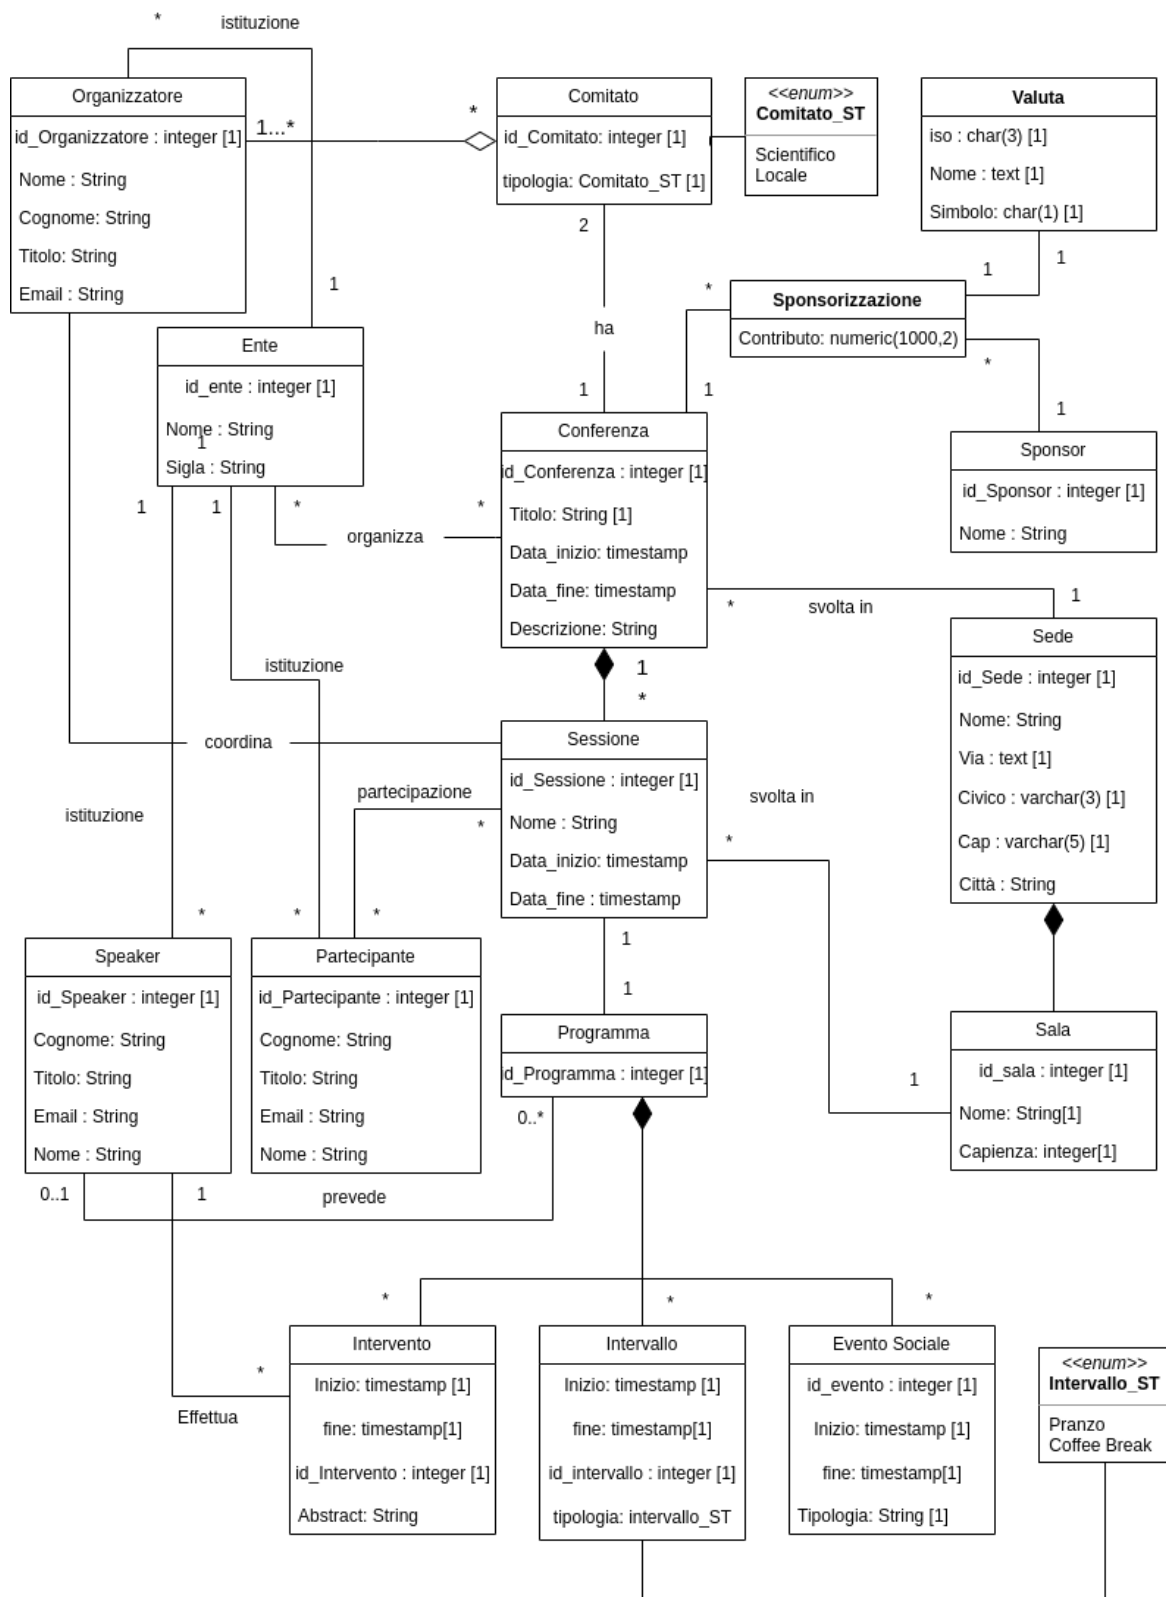 * istituzione
Organizzatore
id_Organizzatore : integer [1]
Nome : String
Cognome: String
Titolo: String
Email : String
1...*
*
Comitato
id_Comitato: integer [1]
tipologia: Comitato_ST [1]
<<enum>>
Comitato_ST
Scientifico
Locale
Valuta
iso : char(3) [1]
Nome : text [1]
Simbolo: char(1) [1]
2
ha
1
1
1
*
Sponsorizzazione
Contributo: numeric(1000,2)
*
1
1
1
Ente
id_ente : integer [1]
Nome : String
1
Sigla : String
1
1
*
organizza
*
Conferenza
id_Conferenza : integer [1]
Titolo: String [1]
Data_inizio: timestamp
Data_fine: timestamp
Descrizione: String
Sponsor
id_Sponsor : integer [1]
Nome : String
*
svolta in
1
Sede
id_Sede : integer [1]
Nome: String
Via : text [1]
Civico : varchar(3) [1]
Cap : varchar(5) [1]
Città : String
istituzione
1
*
coordina
Sessione
id_Sessione : integer [1]
Nome : String
Data_inizio: timestamp
Data_fine : timestamp
partecipazione
*
istituzione
svolta in
*
*
*
*
Speaker
id_Speaker : integer [1]
Cognome: String
Titolo: String
Email : String
Nome : String
Partecipante
id_Partecipante : integer [1]
Cognome: String
Titolo: String
Email : String
Nome : String
1
1
Programma
id_Programma : integer [1]
0..*
Sala
id_sala : integer [1]
Nome: String[1]
Capienza: integer[1]
1
0..1
1
prevede
*
*
*
*
Effettua
Intervento
Inizio: timestamp [1]
fine: timestamp[1]
id_Intervento : integer [1]
Abstract: String
Intervallo
Inizio: timestamp [1]
fine: timestamp[1]
id_intervallo : integer [1]
tipologia: intervallo_ST
Evento Sociale
id_evento : integer [1]
Inizio: timestamp [1]
fine: timestamp[1]
Tipologia: String [1]
<<enum>>
Intervallo_ST
Pranzo
Coffee Break